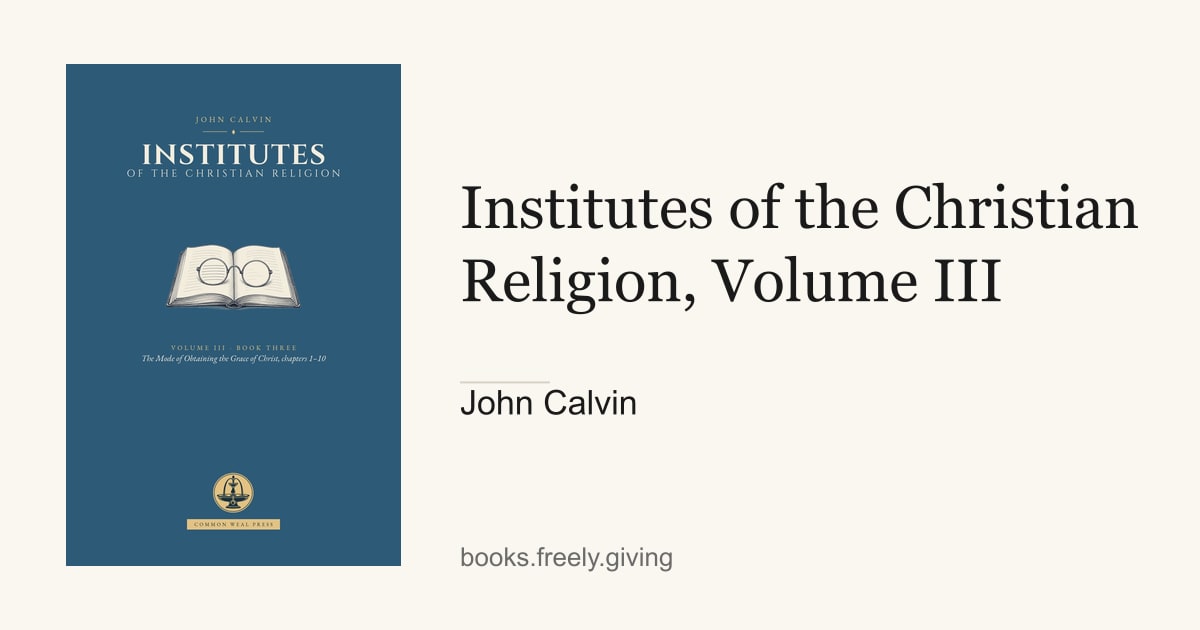 JOHN CALVIN
INSTITUTES
OF THE CHRISTIAN RELIGION
VOLUME III · BOOK THREE
The Mode of Obtaining the Grace of Christ, chapters 1–10
COMMON WEAL PRESS
Institutes of the Christian
Religion, Volume III
John Calvin
books.freely.giving